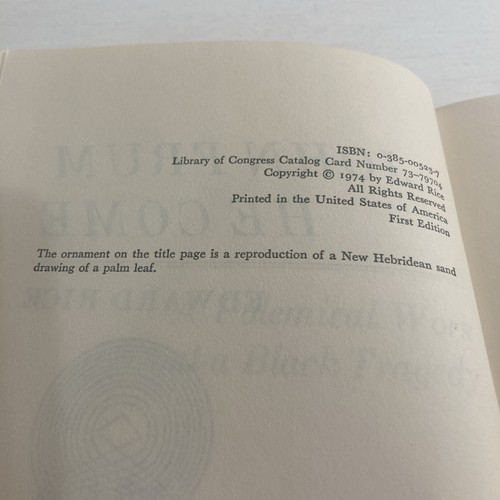 ISBN: 0-385-00523-7
Library of Congress Catalog Card Number 73-79704
Copyright © 1974 by Edward Rice
All Rights Reserved
Printed in the United States of America
First Edition
The ornament on the title page is a reproduction of a New Hebridean sand
drawing of a palm leaf.